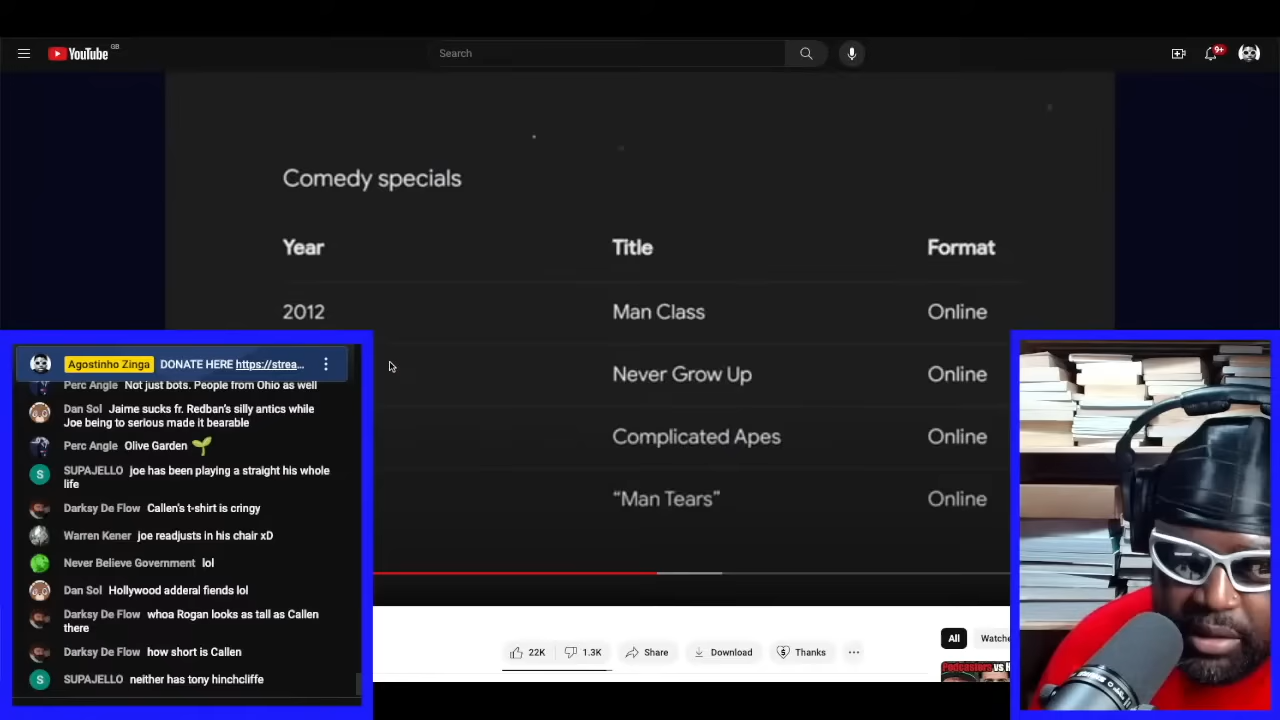 YouTube GB
Search
9+
Comedy specials
Year Title Format
2012 Man Class Online
Never Grow Up Online
Complicated Apes Online
“Man Tears” Online
Agostinho Zinga DONATE HERE https://strea...
Perc Angle Not just bots. People from Ohio as well
Dan Sol Jaime sucks fr. Redban's silly antics while
Joe being to serious made it bearable
Perc Angle Olive Garden
S SUPAJELLO joe has been playing a straight his whole
life
Darksy De Flow Callen's t-shirt is cringy
Warren Kener joe readjusts in his chair xD
Never Believe Government lol
Dan Sol Hollywood adderal fiends lol
Darksy De Flow whoa Rogan looks as tall as Callen
there
Darksy De Flow how short is Callen
S SUPAJELLO neither has tony hinchcliffe
22K 1.3K Share Download Thanks ...
All Watche
Podcasters vs H